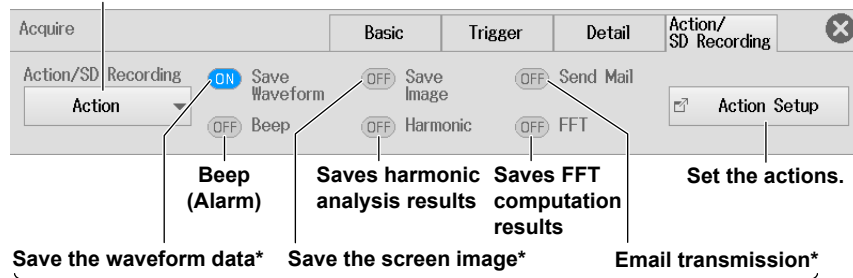 Acquire
Basic
Trigger
Detail
Action/
SD Recording
Action/SD Recording
Action
ON
Save
Waveform
OFF
Save
Image
OFF
Send Mail
OFF
Beep
OFF
Harmonic
OFF
FFT
Action Setup
Beep
(Alarm)
Saves harmonic
analysis results
Saves FFT
computation
results
Set the actions.
Save the waveform data*
Save the screen image*
Email transmission*